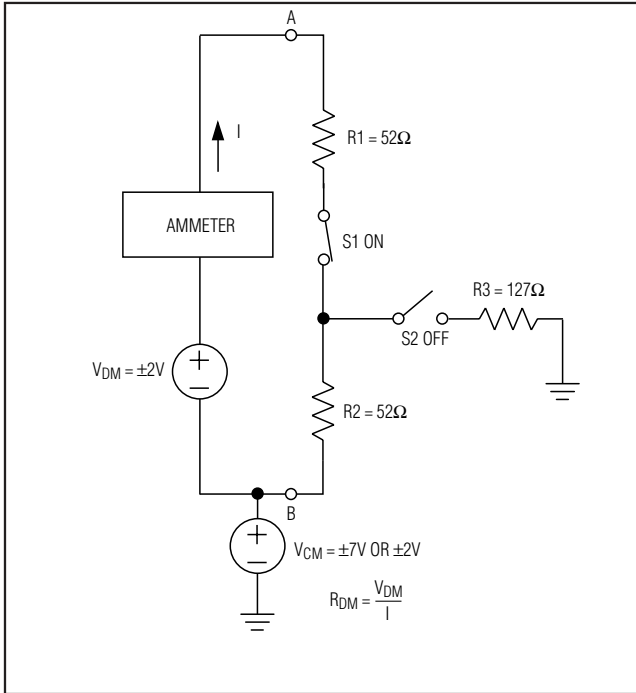 A
I
R1 = 52Ω
AMMETER
S1 ON
R3 = 127Ω
S2 OFF
+
−
VDM = ±2V
R2 = 52Ω
B
+
−
VCM = ±7V OR ±2V
RDM = VDM
I